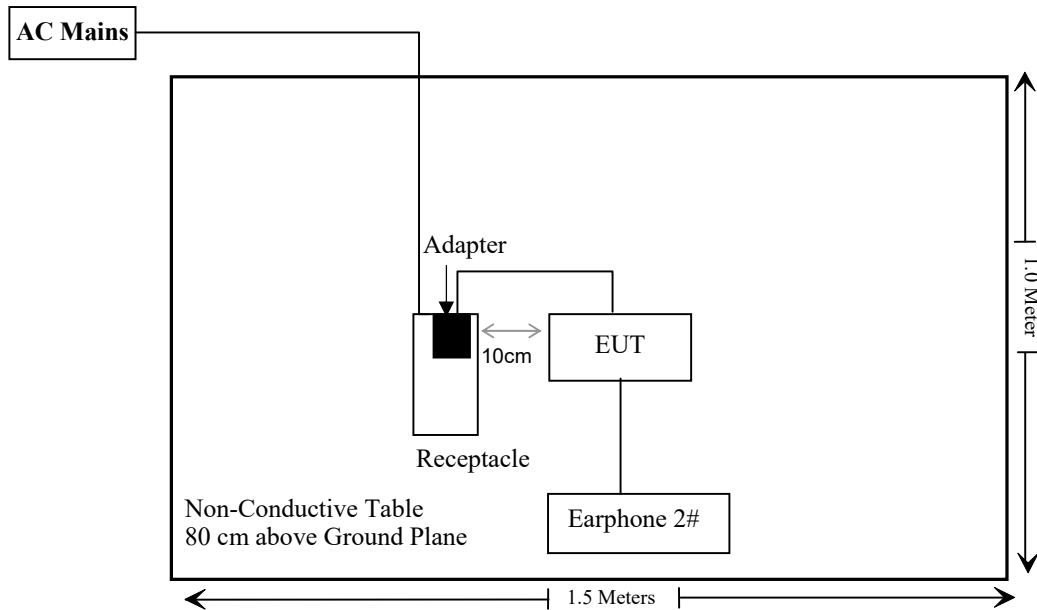 AC Mains
Adapter
1.0 Meter
10cm
EUT
Receptacle
Non-Conductive Table
80 cm above Ground Plane
Earphone 2#
1.5 Meters